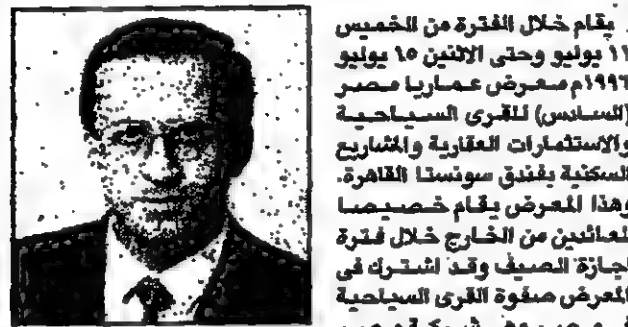 يقام خلال الفترة من الخميس
١١ يوليو وحتى الاثنين ١٥ يوليو
١٩٩٦م معرض عماريا مصر
(السادس) للقرى السياحية
والاستثمارات العقارية والمشاريع
السكنية بفندق سونستا القاهرة.
وهذا المعرض يقام خصيصا
للعائدين من الخارج خلال فترة
اجازة الصيف وقد اشترك فى
المعرض صفوة القرى السياحية